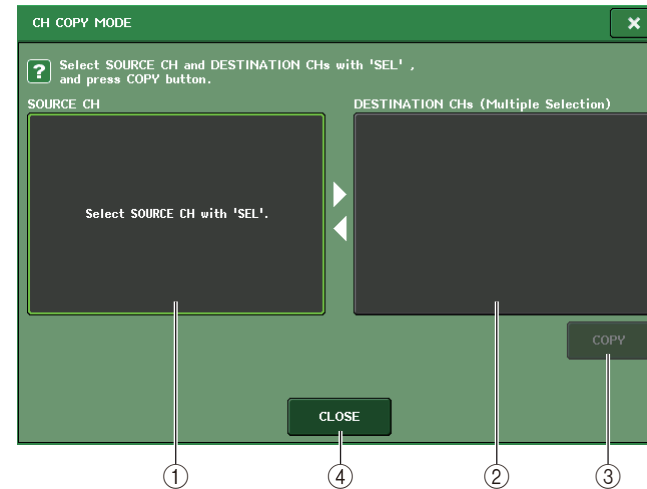 CH COPY MODE
×
?
Select SOURCE CH and DESTINATION CHs with 'SEL' ,
and press COPY button.
SOURCE CH
DESTINATION CHs (Multiple Selection)
Select SOURCE CH with 'SEL'.
COPY
CLOSE
① ④ ② ③